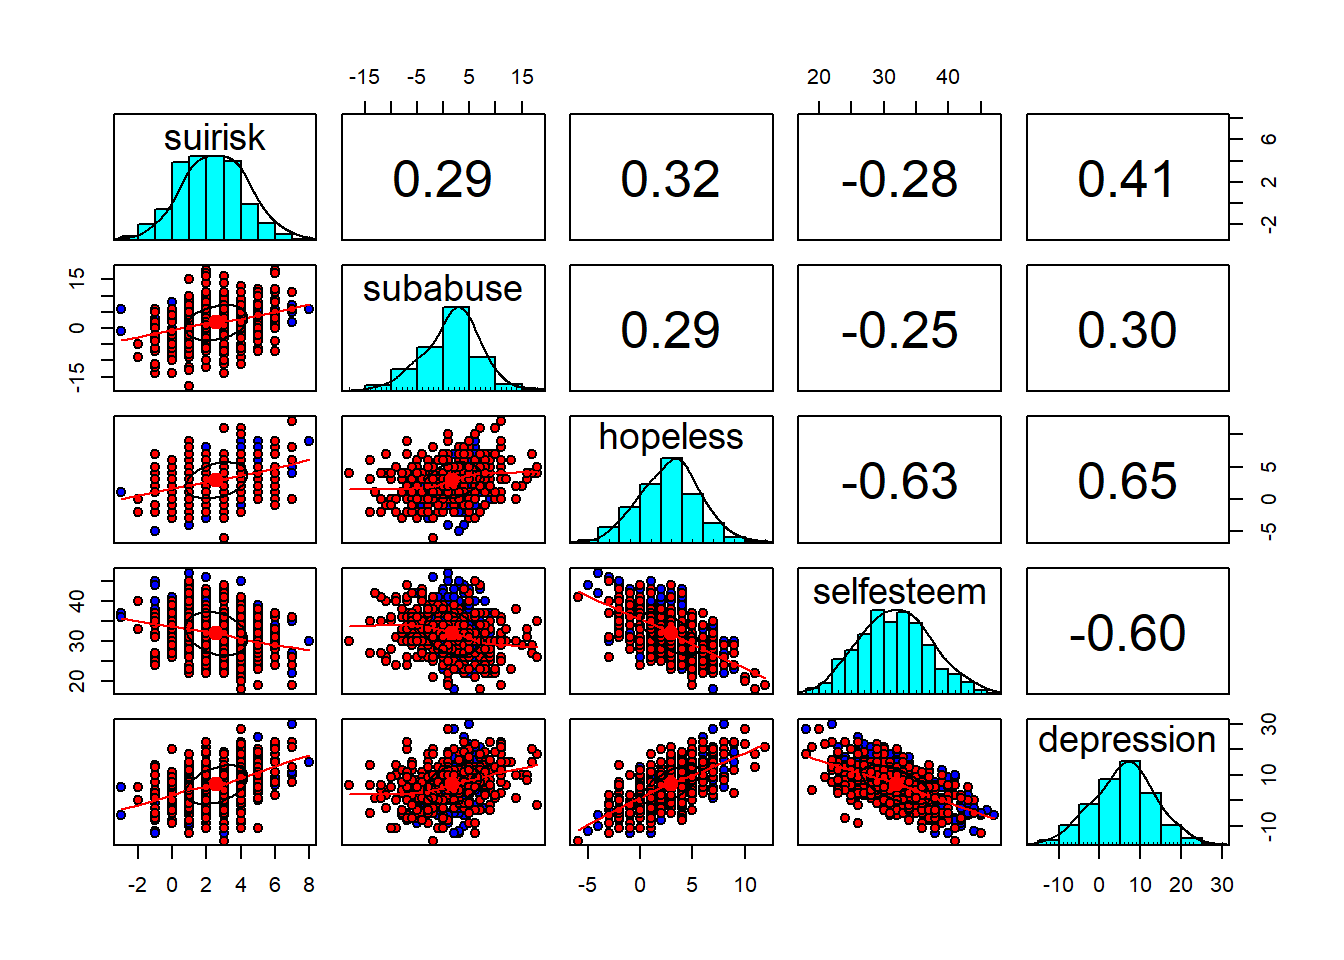 -15 -5 5 15 20 30 40
suirisk 0.29 0.32 -0.28 0.41
-2 2 6
-15 0 15
subabuse 0.29 -0.25 0.30
hopeless -0.63 0.65
-5 0 5
20 30 40
selfesteem -0.60
depression
-10 10 30
-2 0 2 4 6 8 -5 0 5 10 -10 0 10 20 30